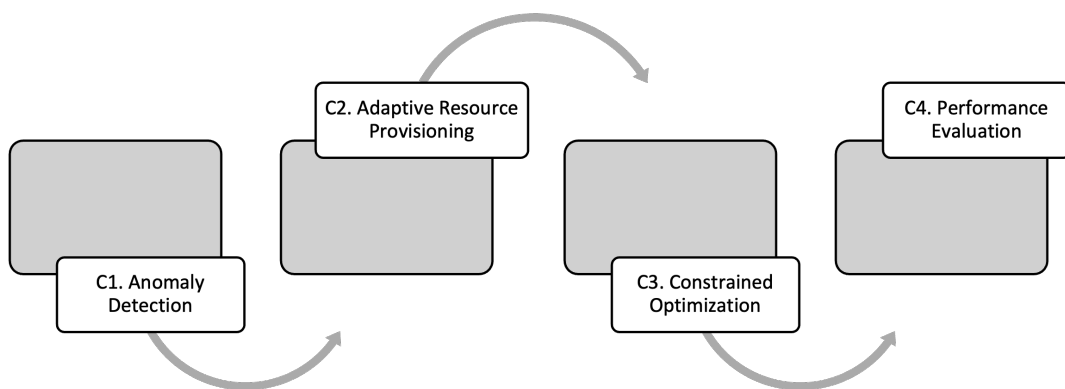 C1. Anomaly
Detection
C2. Adaptive Resource
Provisioning
C3. Constrained
Optimization
C4. Performance
Evaluation